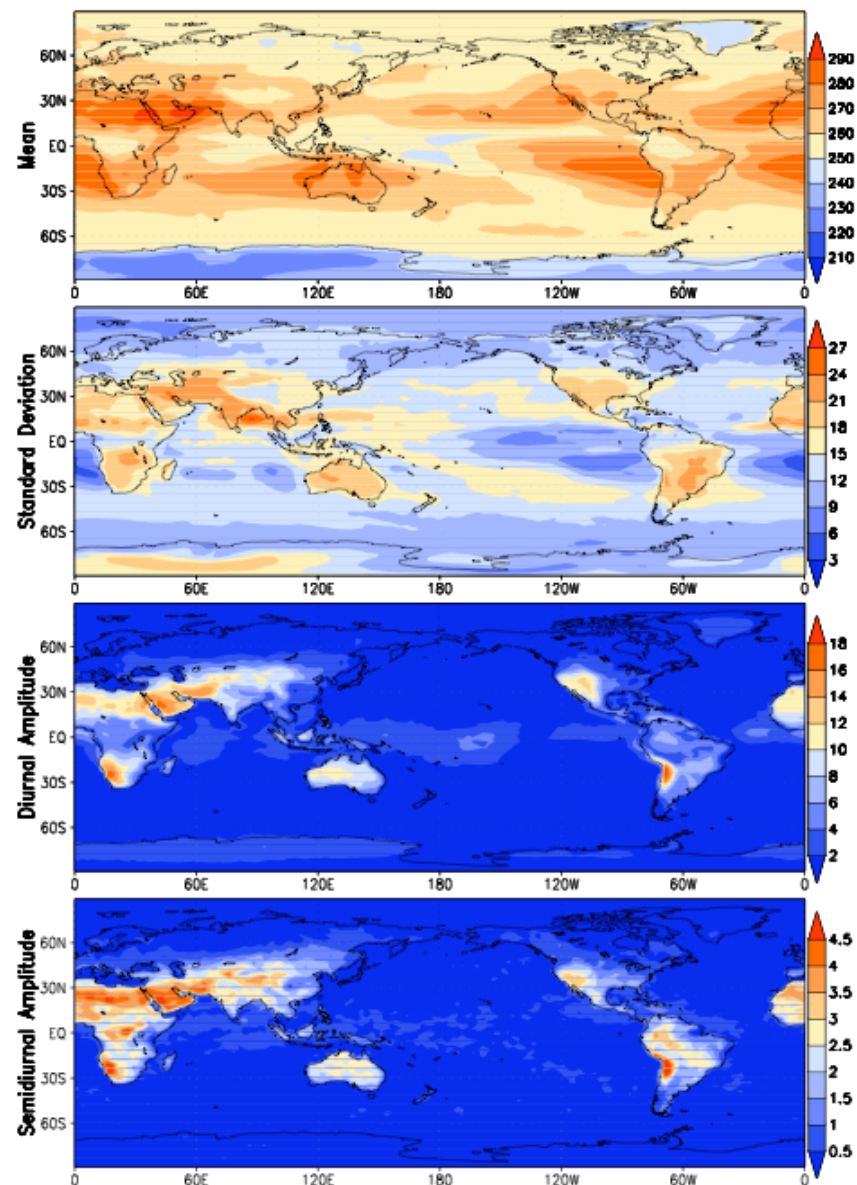 Mean
60N
30N
EQ
30S
60S
0
60E
120E
180
120W
60W
0
290
280
270
260
250
240
230
220
210
Standard Deviation
60N
30N
EQ
30S
60S
0
60E
120E
180
120W
60W
0
27
24
21
18
15
12
9
6
3
Diurnal Amplitude
60N
30N
EQ
30S
60S
0
60E
120E
180
120W
60W
0
18
16
14
12
10
8
6
4
2
Semidiurnal Amplitude
60N
30N
EQ
30S
60S
0
60E
120E
180
120W
60W
0
4.5
4
3.5
3
2.5
2
1.5
1
0.5